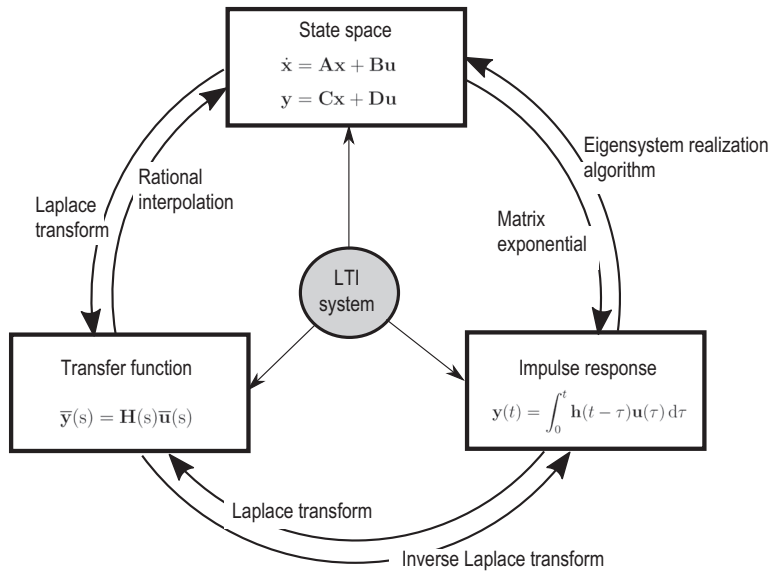 State space
ẋ = Ax + Bu
y = Cx + Du
Eigensystem realization
algorithm
Rational
interpolation
Laplace
transform
Matrix
exponential
LTI
system
Transfer function
y̅(s) = H(s)u̅(s)
Impulse response
y(t) = ∫₀ᵗ h(t − τ)u(τ) dτ
Laplace transform
Inverse Laplace transform